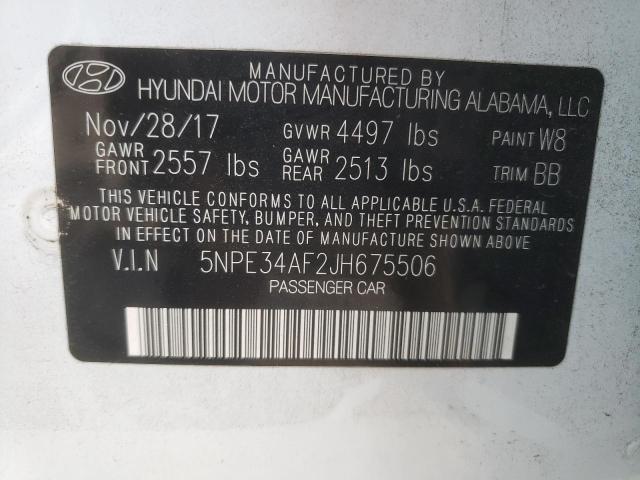 MANUFACTURED BY
HYUNDAI MOTOR MANUFACTURING ALABAMA, LLC
Nov/28/17 GVWR 4497 lbs PAINT W8
GAWR FRONT 2557 lbs GAWR REAR 2513 lbs TRIM BB
THIS VEHICLE CONFORMS TO ALL APPLICABLE U.S.A. FEDERAL
MOTOR VEHICLE SAFETY, BUMPER, AND THEFT PREVENTION STANDARDS
IN EFFECT ON THE DATE OF MANUFACTURE SHOWN ABOVE
V.I.N 5NPE34AF2JH675506
PASSENGER CAR